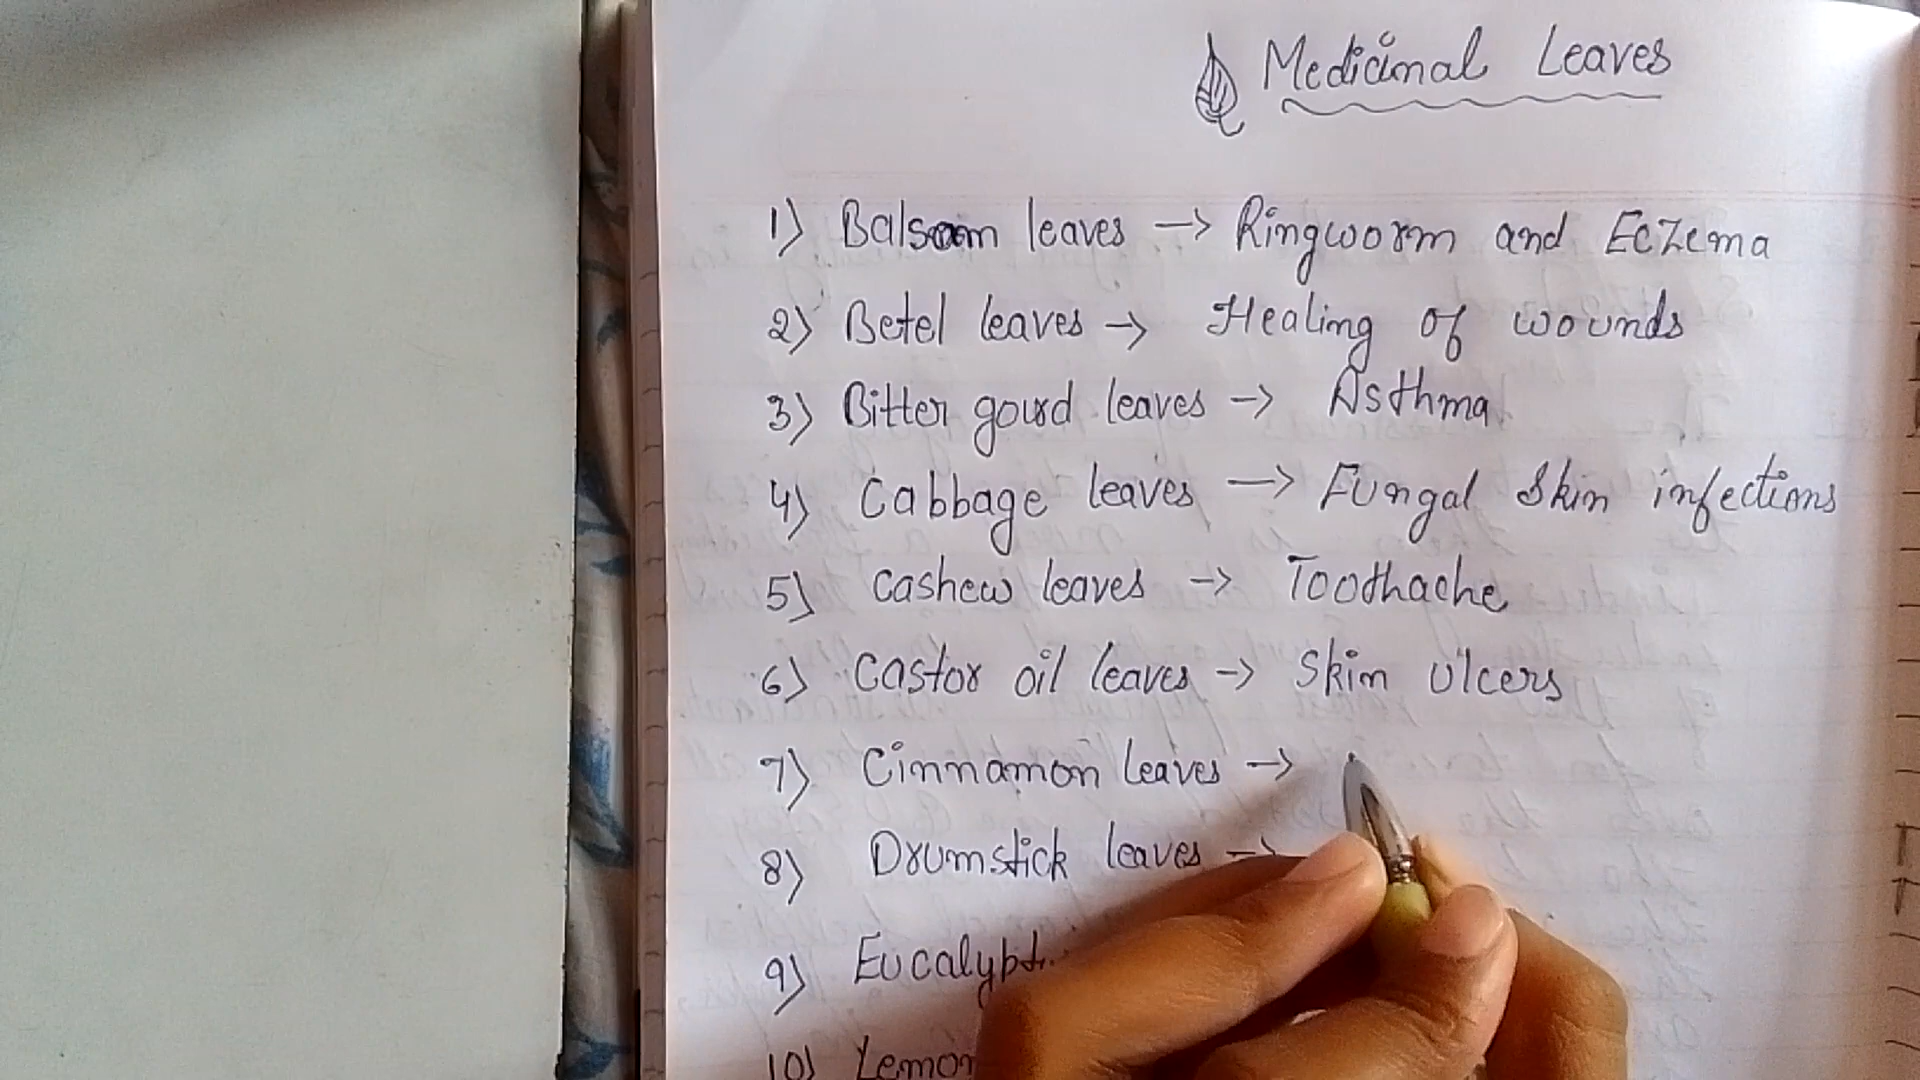 Medicinal Leaves
1) Balsam leaves → Ringworm and Eczema
2) Betel leaves → Healing of wounds
3) Bitter gourd leaves → Asthma
4) Cabbage leaves → Fungal Skin infections
5) Cashew leaves → Toothache
6) Castor oil leaves → Skin Ulcers
7) Cinnamon leaves →
8) Drumstick leaves →
9)
10)